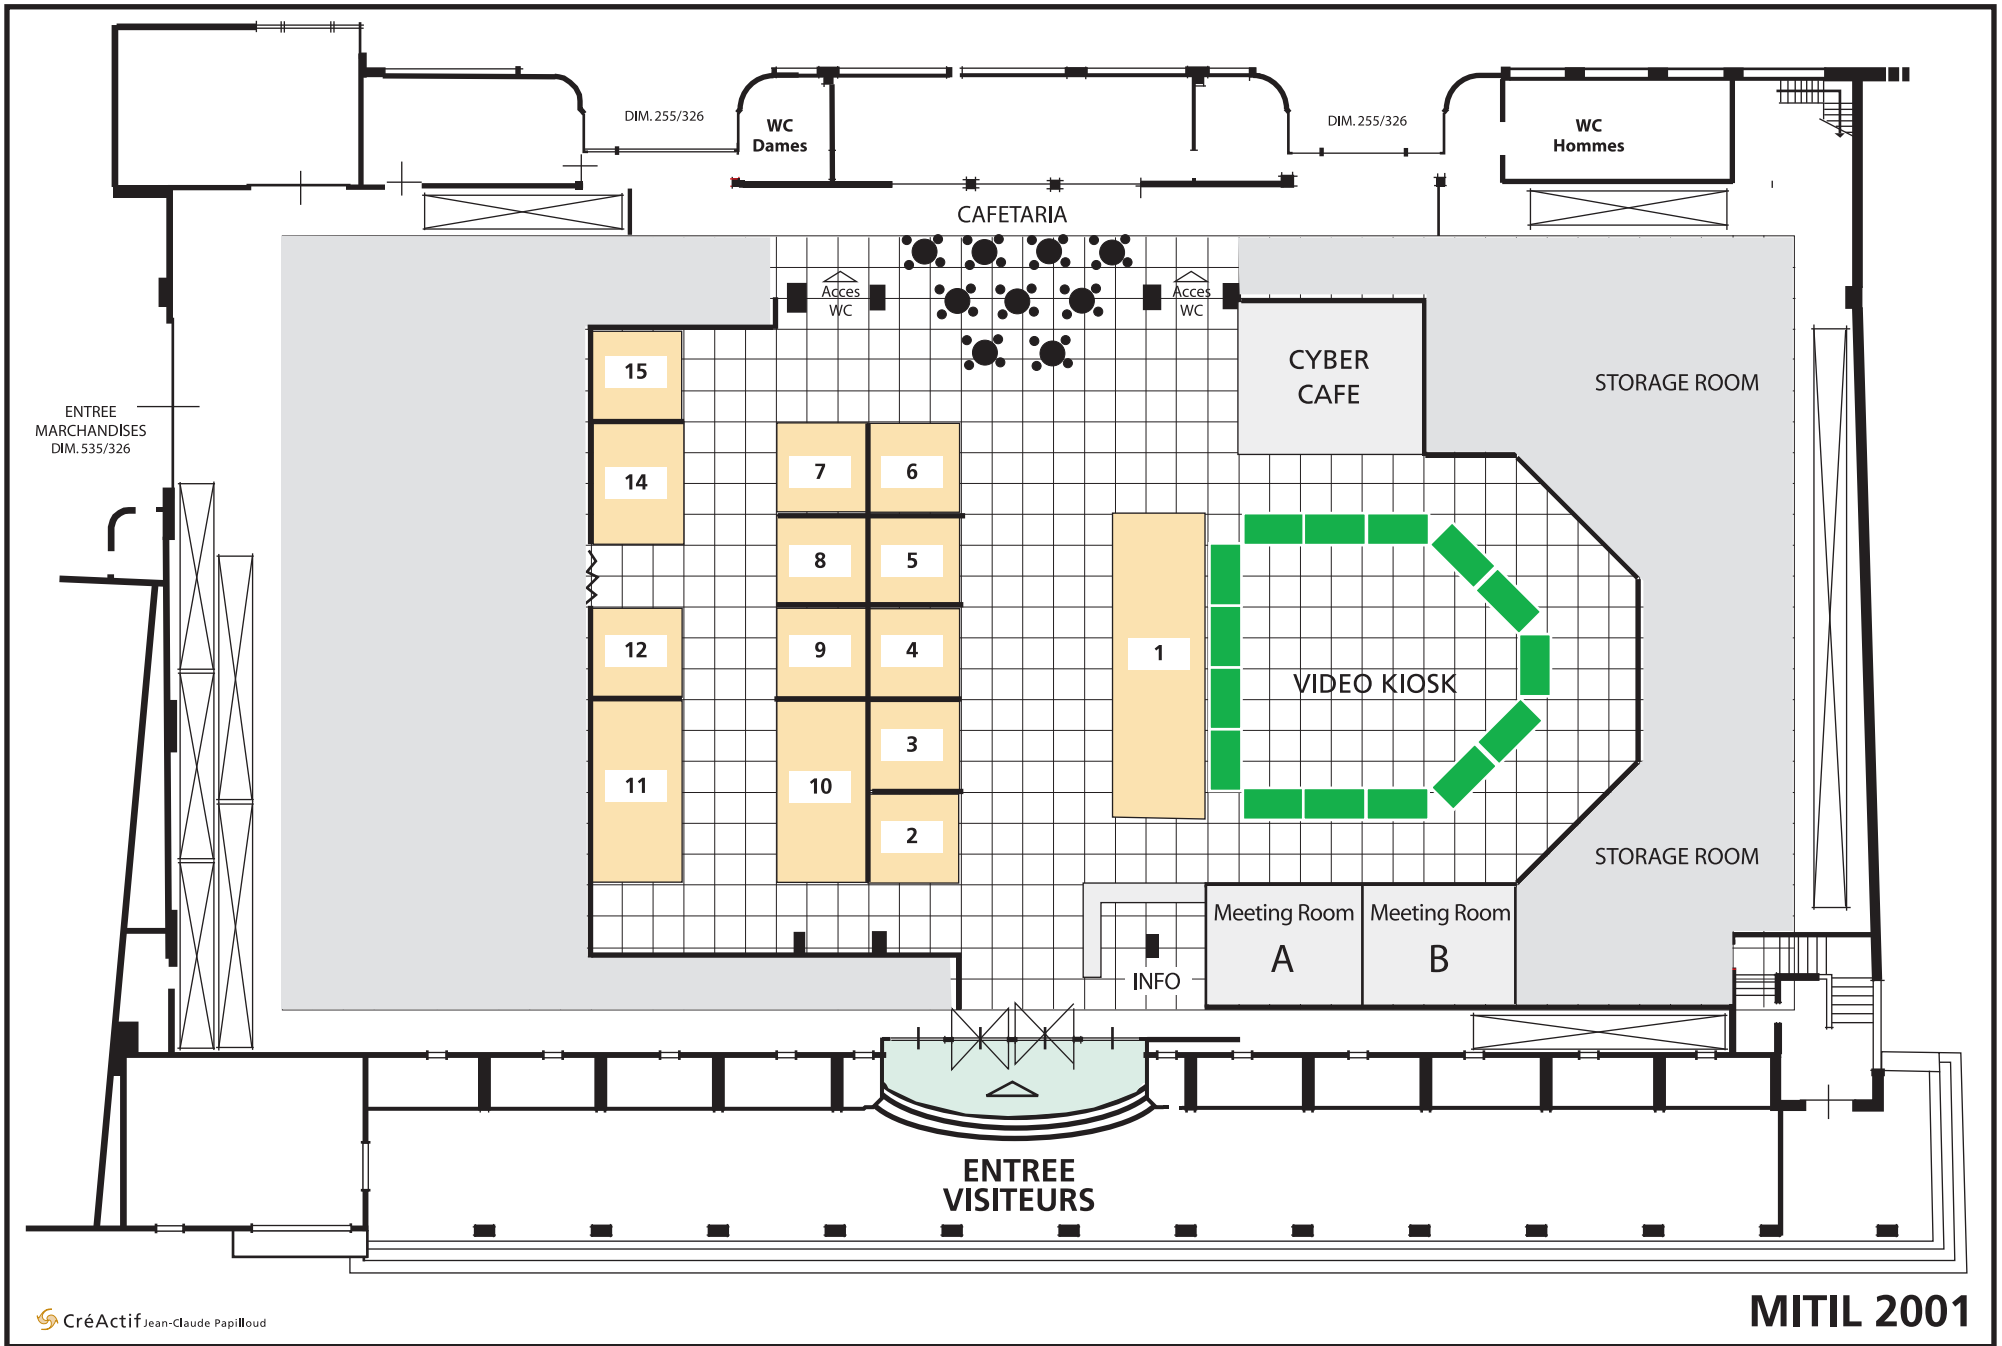 DIM. 255/326
WC
Dames
DIM. 255/326
WC
Hommes
CAFETARIA
Acces
WC
Acces
WC
CYBER
CAFE
STORAGE ROOM
ENTREE
MARCHANDISES
DIM. 535/326
15
14
7
6
8
5
12
9
4
1
VIDEO KIOSK
3
11
10
2
STORAGE ROOM
Meeting Room
A
Meeting Room
B
INFO
ENTREE
VISITEURS
CréActif Jean-Claude Papilloud
MITIL 2001